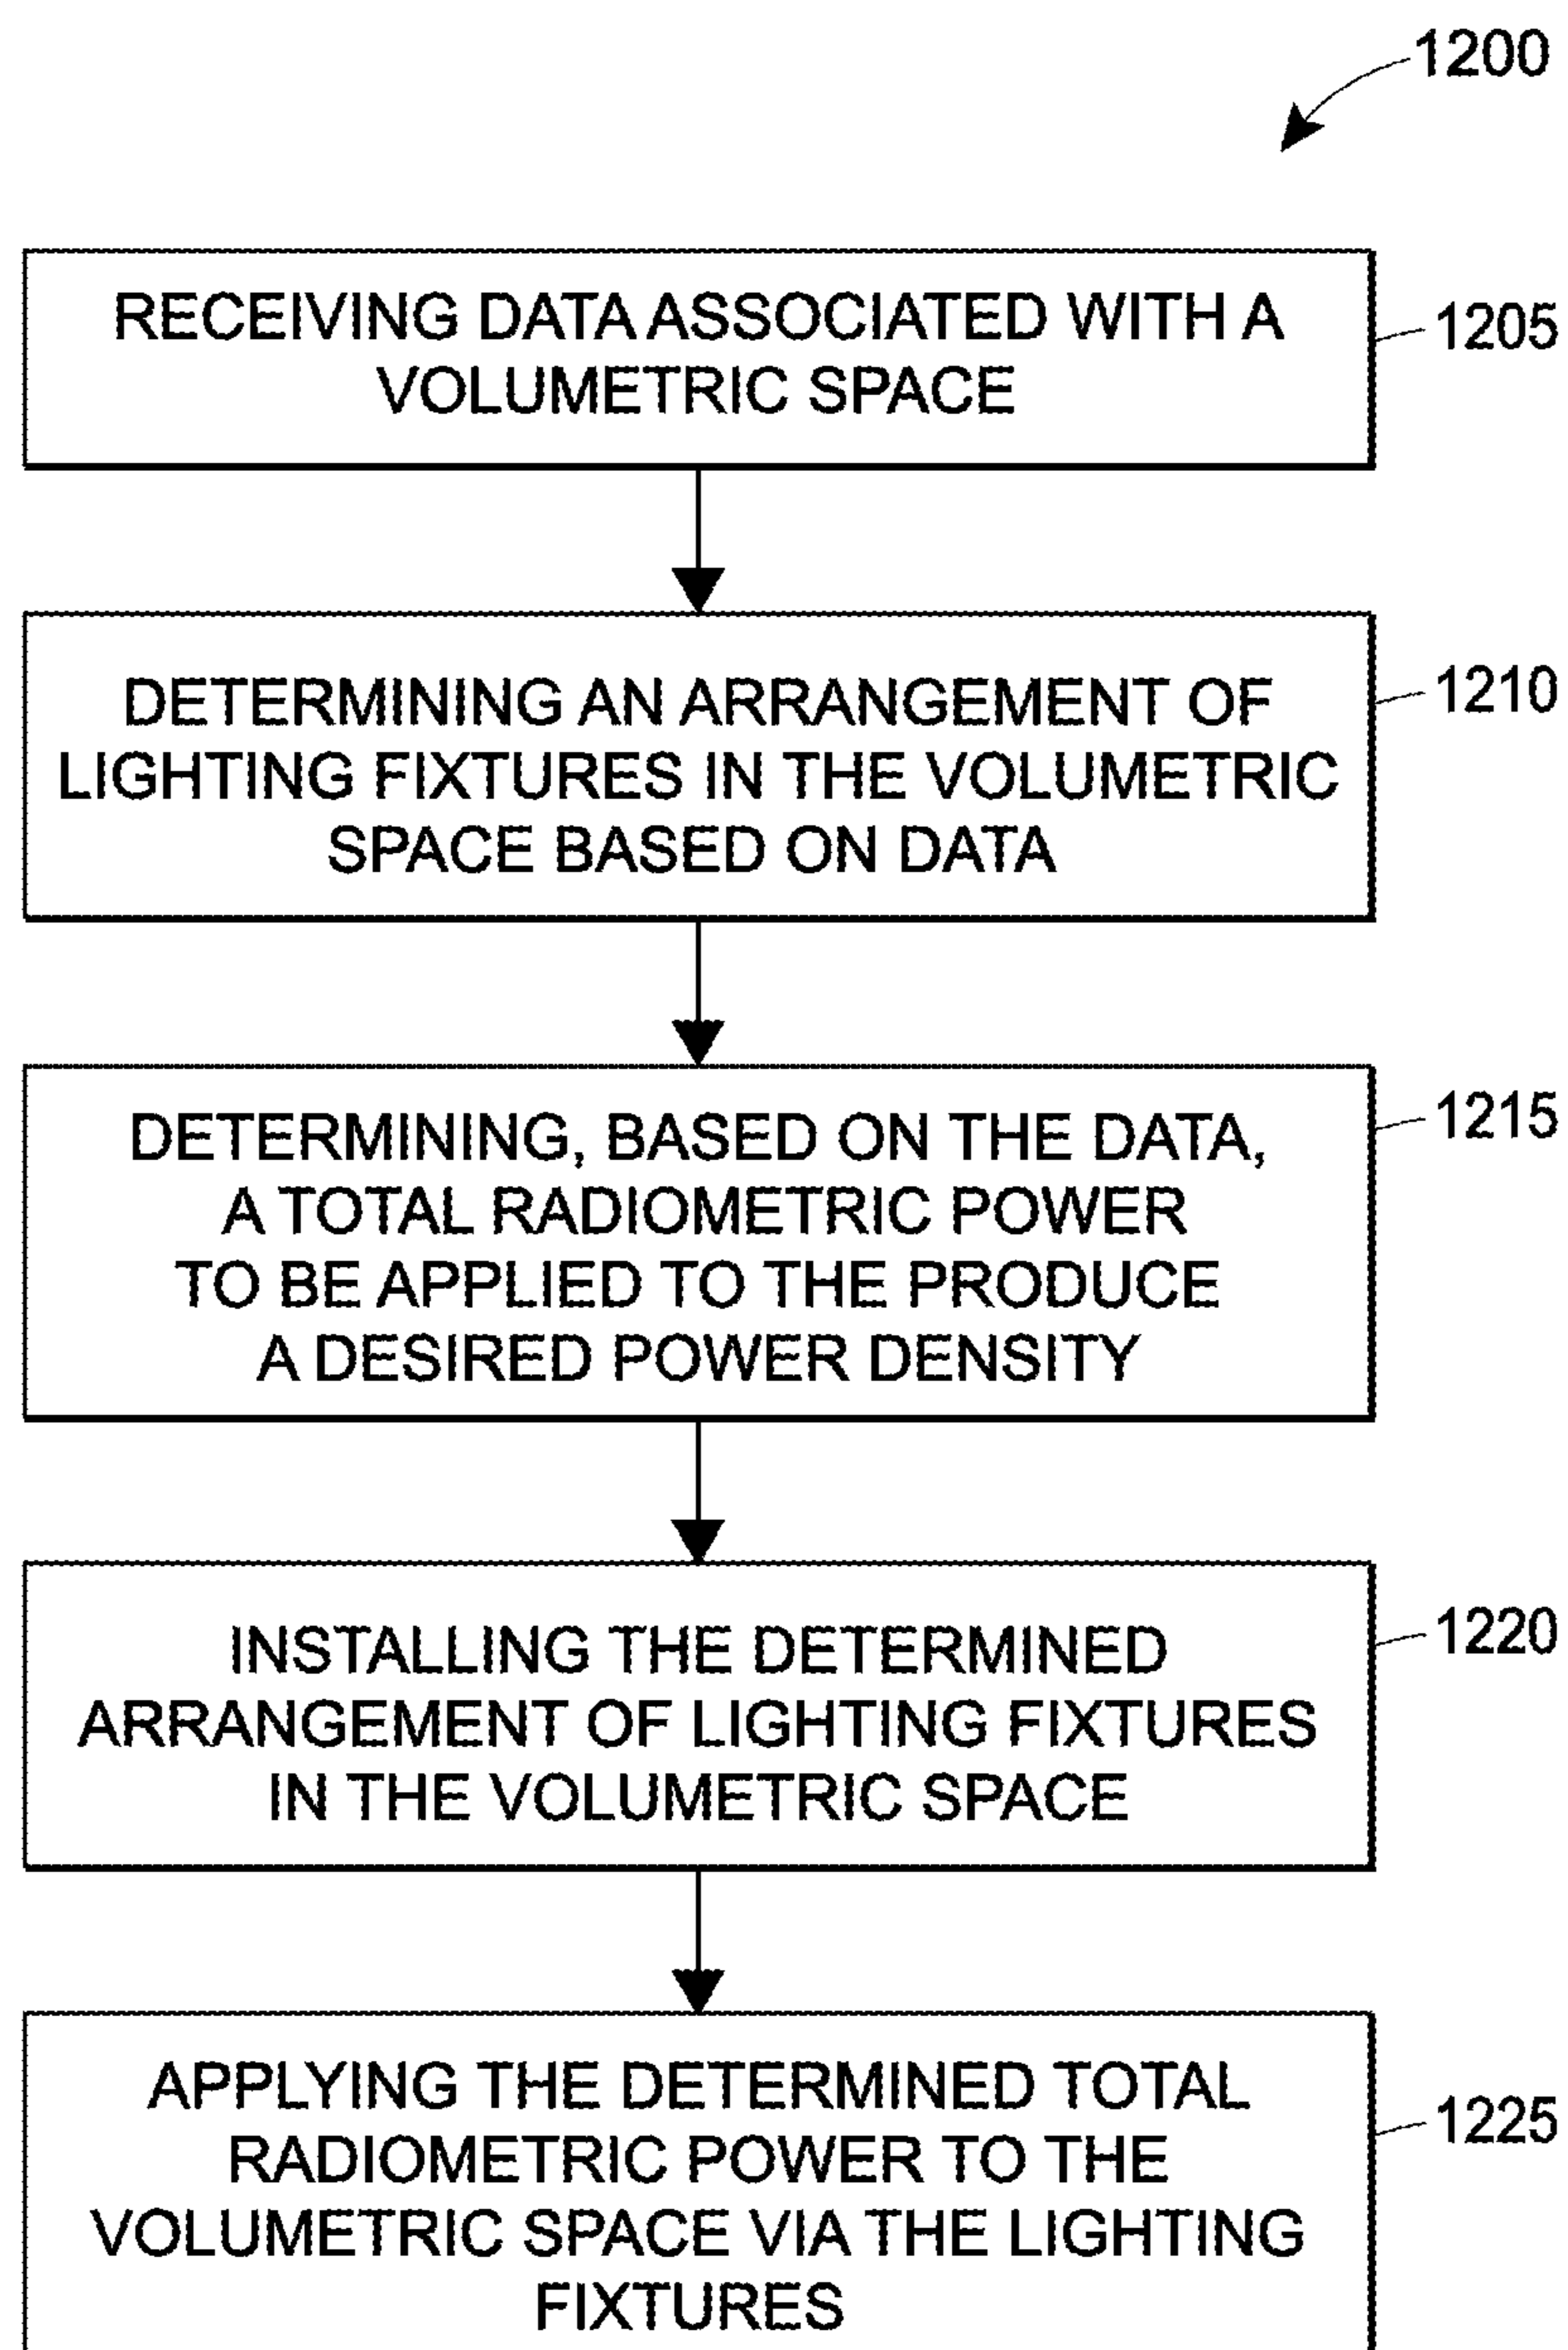 1200
RECEIVING DATA ASSOCIATED WITH A
VOLUMETRIC SPACE
1205
DETERMINING AN ARRANGEMENT OF
LIGHTING FIXTURES IN THE VOLUMETRIC
SPACE BASED ON DATA
1210
DETERMINING, BASED ON THE DATA,
A TOTAL RADIOMETRIC POWER
TO BE APPLIED TO THE PRODUCE
A DESIRED POWER DENSITY
1215
INSTALLING THE DETERMINED
ARRANGEMENT OF LIGHTING FIXTURES
IN THE VOLUMETRIC SPACE
1220
APPLYING THE DETERMINED TOTAL
RADIOMETRIC POWER TO THE
VOLUMETRIC SPACE VIA THE LIGHTING
FIXTURES
1225